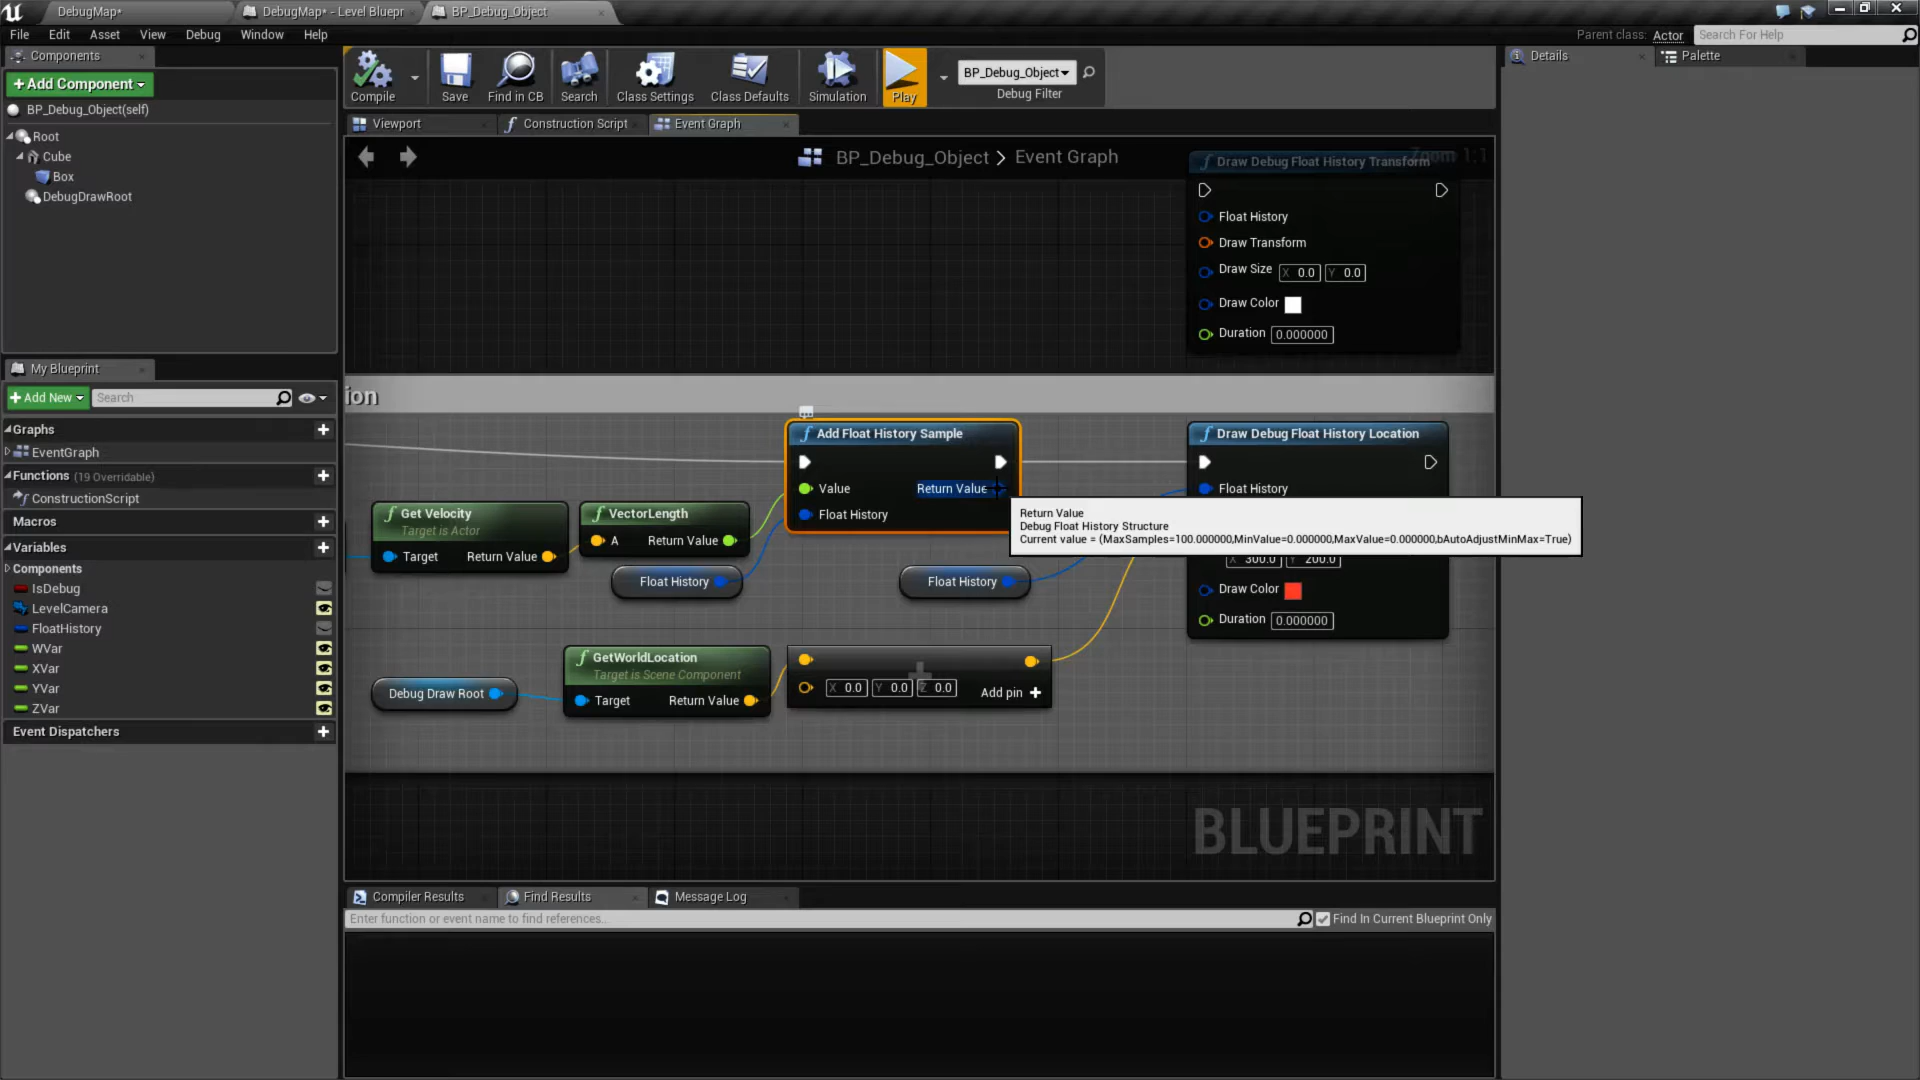 DebugMap*
DebugMap* - Level Bluepr
BP_Debug_Object
File Edit Asset View Debug Window Help
Parent class: Actor
Search For Help
Components
+Add Component
BP_Debug_Object(self)
Root
Cube
Box
DebugDrawRoot
Compile
Save
Find in CB
Search
Class Settings
Class Defaults
Simulation
Play
BP_Debug_Object
Debug Filter
Details
Palette
Viewport
Construction Script
Event Graph
BP_Debug_Object > Event Graph
Zoom 1:1
Draw Debug Float History Transform
Float History
Draw Transform
Draw Size X 0.0 Y 0.0
Draw Color
Duration 0.000000
My Blueprint
+Add New
Search
Graphs
EventGraph
Functions (19 Overridable)
ConstructionScript
Macros
Variables
Components
IsDebug
LevelCamera
FloatHistory
WVar
XVar
YVar
ZVar
Event Dispatchers
ion
Add Float History Sample
Value
Return Value
Float History
Draw Debug Float History Location
Float History
X 300.0 Y 200.0
Draw Color
Duration 0.000000
Return Value
Debug Float History Structure
Current value = (MaxSamples=100.000000,MinValue=0.000000,MaxValue=0.000000,bAutoAdjustMinMax=True)
Get Velocity
Target is Actor
Target
Return Value
VectorLength
A
Return Value
Float History
Float History
GetWorldLocation
Target is Scene Component
Target
Return Value
Debug Draw Root
X 0.0 Y 0.0 Z 0.0
Add pin +
BLUEPRINT
Compiler Results
Find Results
Message Log
Enter function or event name to find references...
Find In Current Blueprint Only